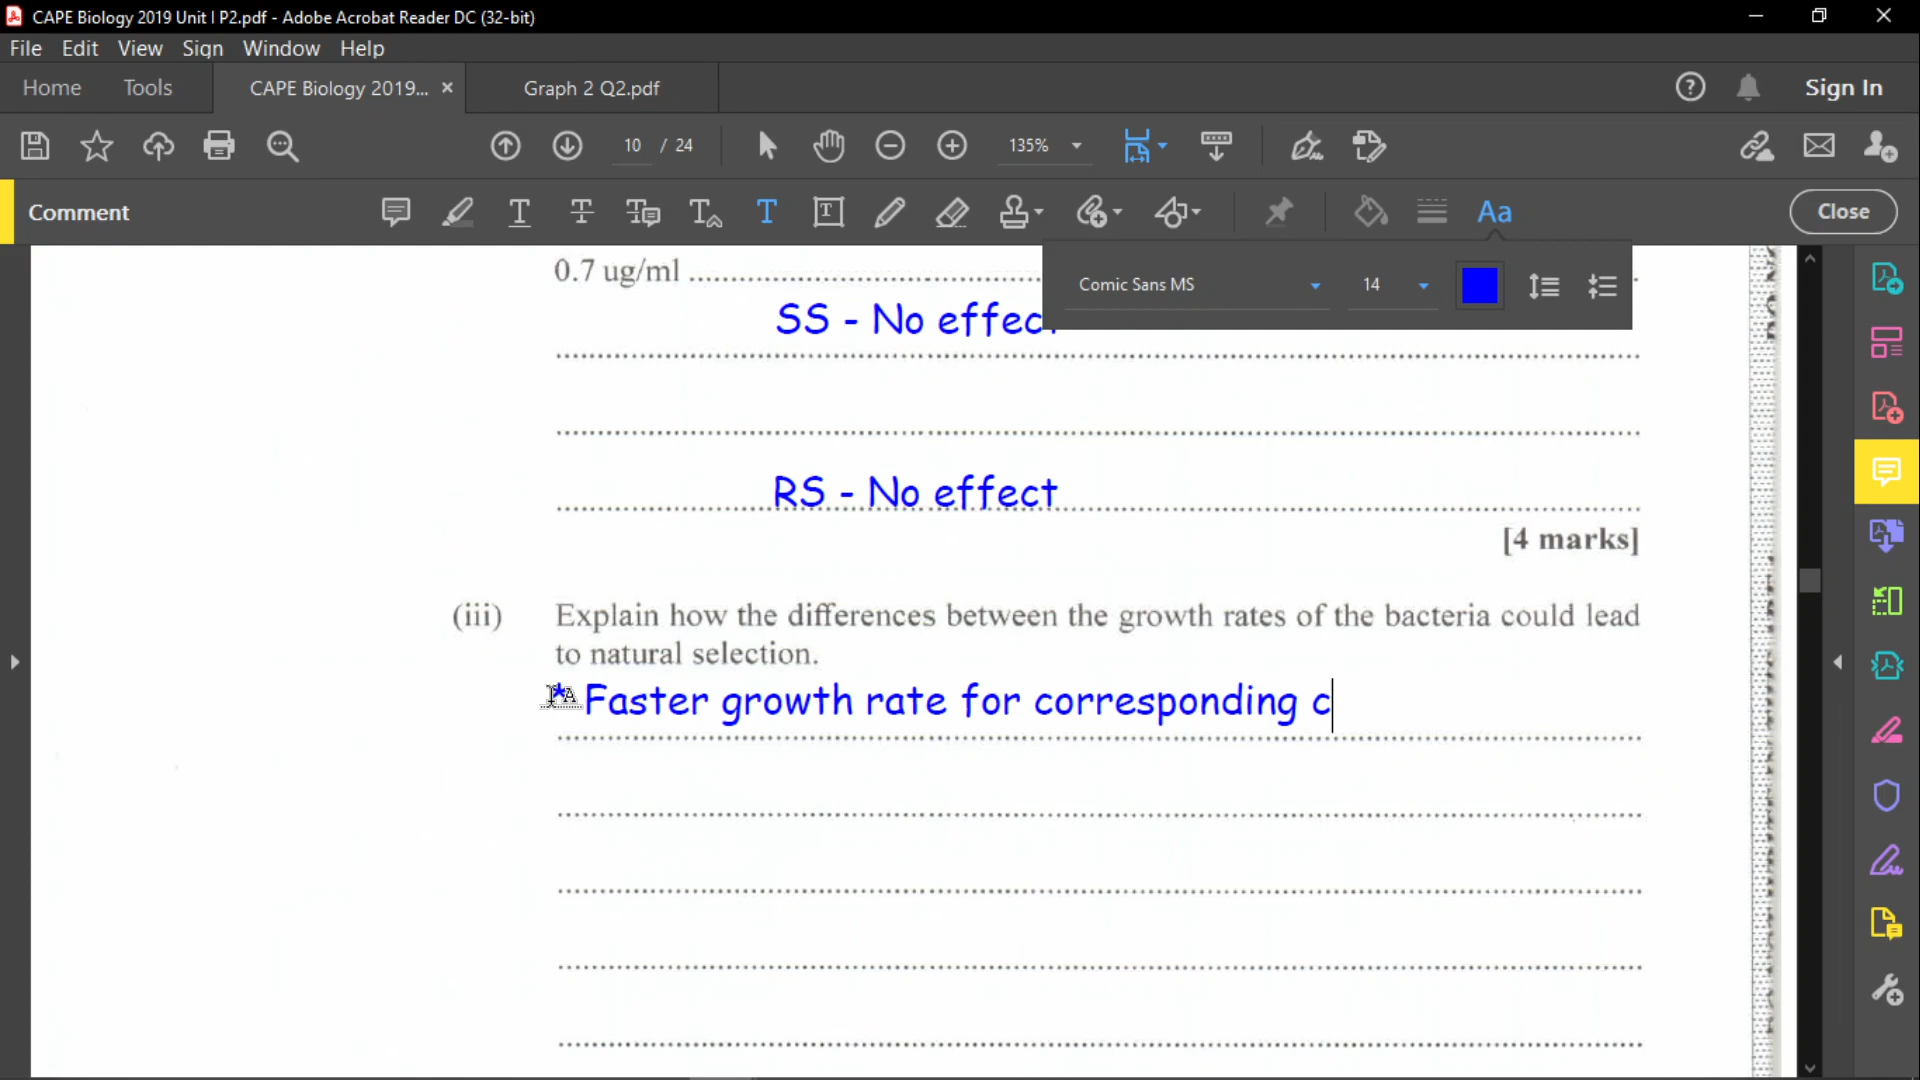 CAPE Biology 2019 Unit I P2.pdf - Adobe Acrobat Reader DC (32-bit)
File Edit View Sign Window Help
Home Tools CAPE Biology 2019... × Graph 2 Q2.pdf Sign In
10 / 24 135%
Comment Aa Close
Comic Sans MS 14
0.7 ug/ml
SS - No effect
RS - No effect
[4 marks]
(iii) Explain how the differences between the growth rates of the bacteria could lead
to natural selection.
* Faster growth rate for corresponding c